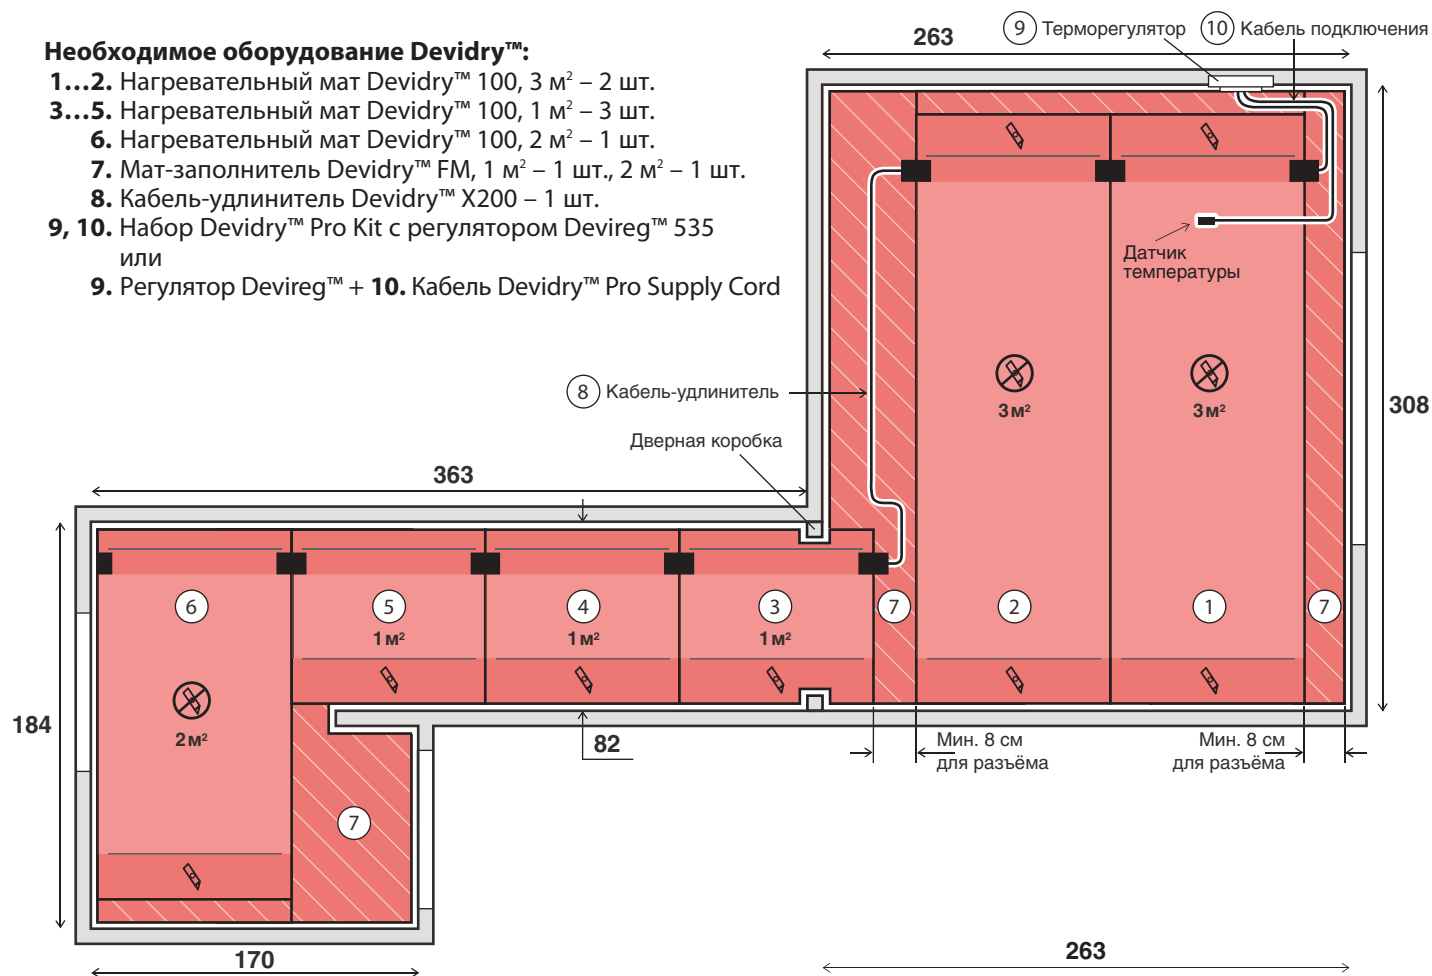 Необходимое оборудование Devidry™:
1...2. Нагревательный мат Devidry™ 100, 3 м² – 2 шт.
3...5. Нагревательный мат Devidry™ 100, 1 м² – 3 шт.
6. Нагревательный мат Devidry™ 100, 2 м² – 1 шт.
7. Мат-заполнитель Devidry™ FM, 1 м² – 1 шт., 2 м² – 1 шт.
8. Кабель-удлинитель Devidry™ X200 – 1 шт.
9, 10. Набор Devidry™ Pro Kit с регулятором Devireg™ 535
или
9. Регулятор Devireg™ + 10. Кабель Devidry™ Pro Supply Cord
263
9 Терморегулятор
10 Кабель подключения
Датчик
температуры
8 Кабель-удлинитель
3 м²
3 м²
308
Дверная коробка
363
6
5
4
3
7
2
1
7
1 м²
1 м²
1 м²
184
2 м²
82
Мин. 8 см
для разъёма
Мин. 8 см
для разъёма
7
170
263